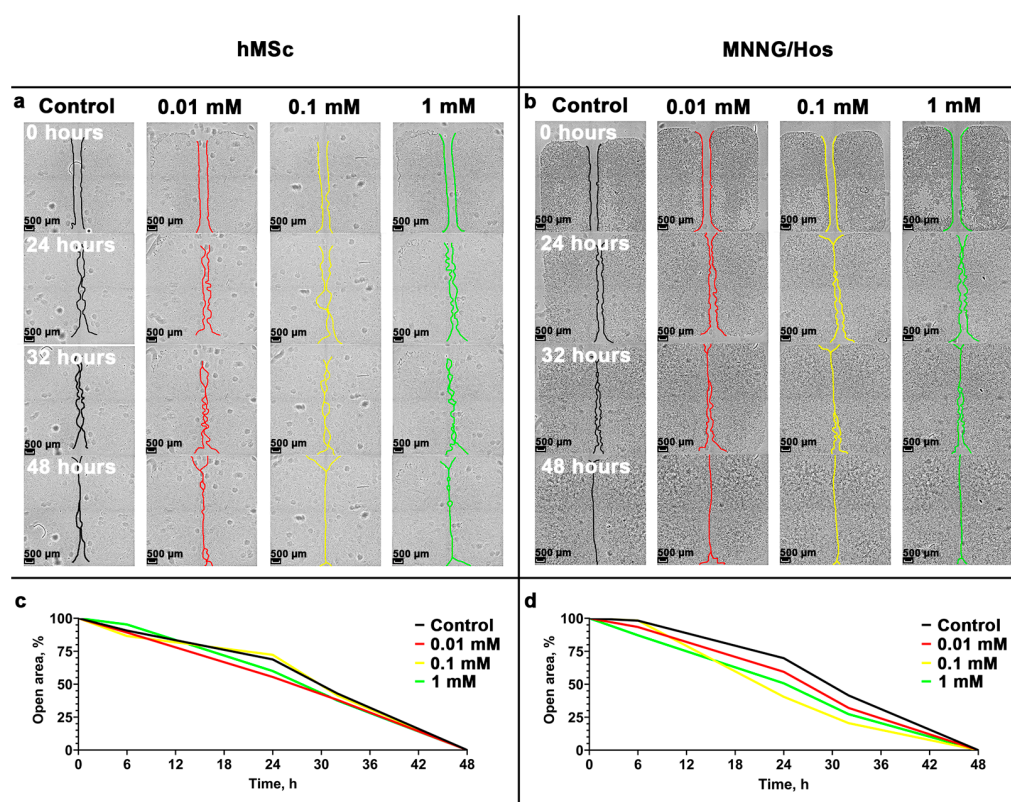 hMSc
MNNG/Hos
a
Control
0.01 mM
0.1 mM
1 mM
0 hours
500 µm
500 µm
500 µm
500 µm
24 hours
500 µm
500 µm
500 µm
500 µm
32 hours
500 µm
500 µm
500 µm
500 µm
48 hours
500 µm
500 µm
500 µm
500 µm
b
Control
0.01 mM
0.1 mM
1 mM
0 hours
500 µm
500 µm
500 µm
500 µm
24 hours
500 µm
500 µm
500 µm
500 µm
32 hours
500 µm
500 µm
500 µm
500 µm
48 hours
500 µm
500 µm
500 µm
500 µm
c
Open area, %
100
75
50
25
0
0 6 12 18 24 30 36 42 48
Time, h
Control
0.01 mM
0.1 mM
1 mM
d
Open area, %
100
75
50
25
0
0 6 12 18 24 30 36 42 48
Time, h
Control
0.01 mM
0.1 mM
1 mM